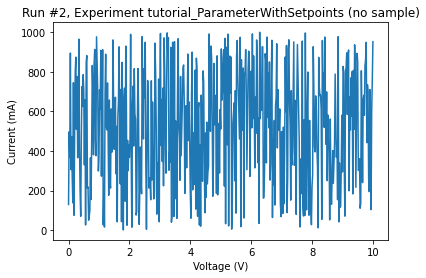 Run #2, Experiment tutorial_ParameterWithSetpoints (no sample)
1000
800
600
400
200
0
Current (mA)
0 2 4 6 8 10
Voltage (V)